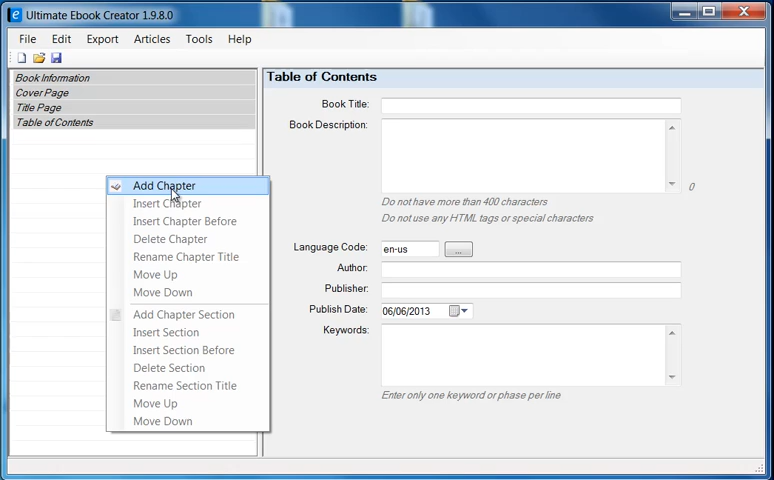 Ultimate Ebook Creator 1.9.8.0
File Edit Export Articles Tools Help
Book Information
Cover Page
Title Page
Table of Contents
Add Chapter
Insert Chapter
Insert Chapter Before
Delete Chapter
Rename Chapter Title
Move Up
Move Down
Add Chapter Section
Insert Section
Insert Section Before
Delete Section
Rename Section Title
Move Up
Move Down
Table of Contents
Book Title:
Book Description:
0
Do not have more than 400 characters
Do not use any HTML tags or special characters
Language Code: en-us ...
Author:
Publisher:
Publish Date: 06/06/2013
Keywords:
Enter only one keyword or phase per line